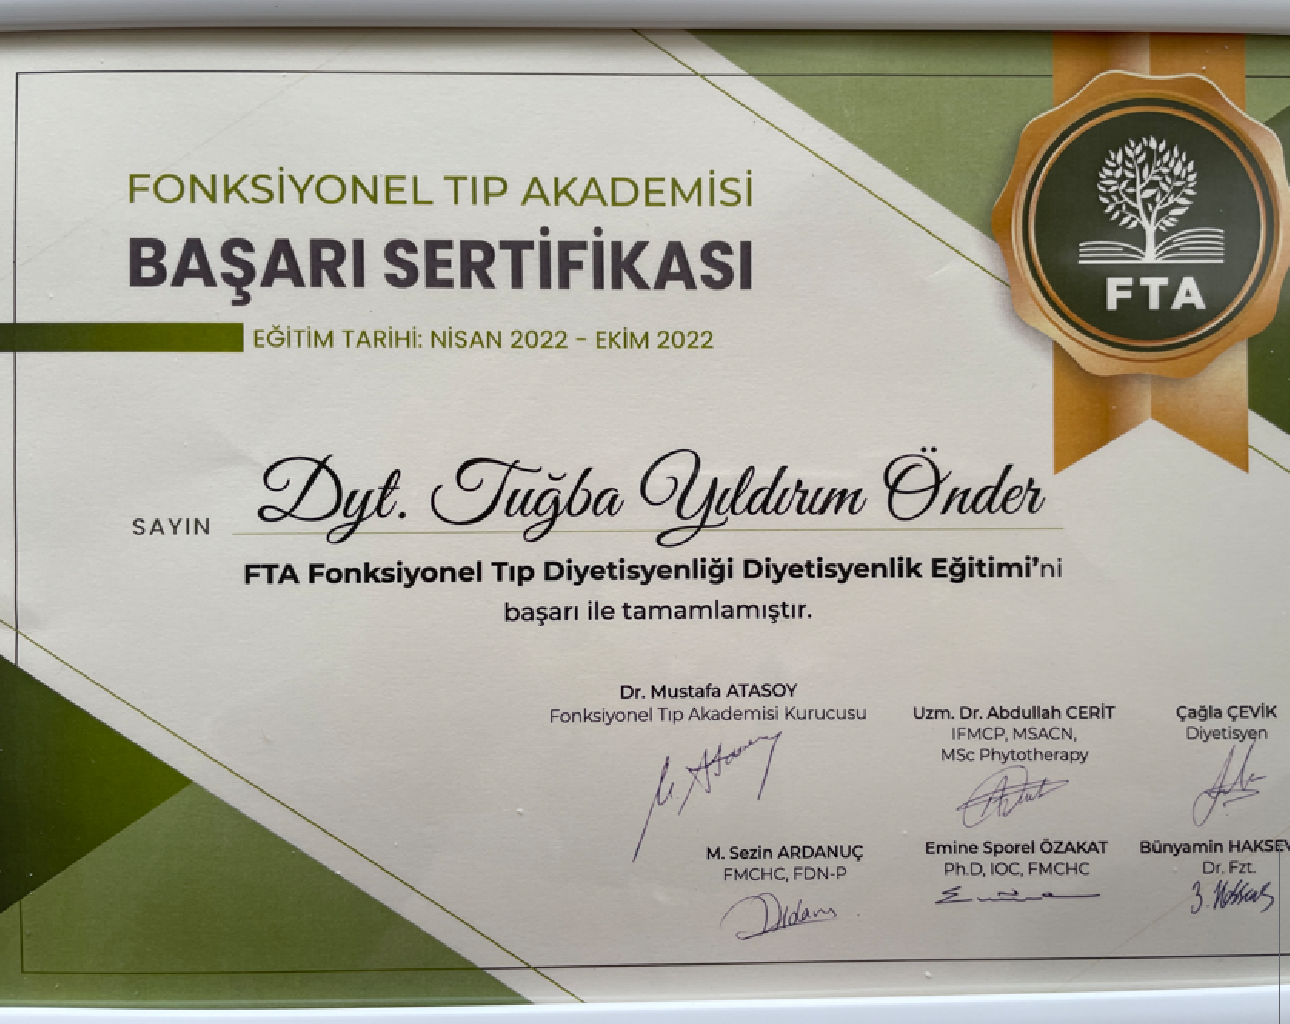 FONKSİYONEL TIP AKADEMİSİ
BAŞARI SERTİFİKASI
EĞİTİM TARİHİ: NİSAN 2022 - EKİM 2022
FTA
SAYIN Dyt. Tuğba Yıldırım Önder
FTA Fonksiyonel Tıp Diyetisyenliği Diyetisyenlik Eğitimi'ni
başarı ile tamamlamıştır.
Dr. Mustafa ATASOY
Fonksiyonel Tıp Akademisi Kurucusu
M. Atasoy
Uzm. Dr. Abdullah CERİT
IFMCP, MSACN,
MSc Phytotherapy
Çağla ÇEVİK
Diyetisyen
M. Sezin ARDANUÇ
FMCHC, FDN-P
Emine Sporel ÖZAKAT
Ph.D, IOC, FMCHC
Bünyamin
Dr. Fzt.